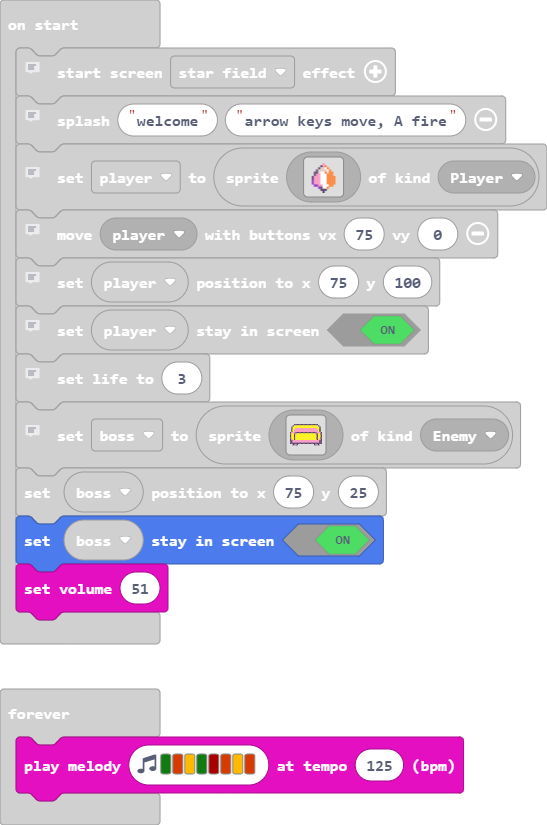 on start
start screen star field effect
splash "welcome" "arrow keys move, A fire"
set player to sprite of kind Player
move player with buttons vx 75 vy 0
set player position to x 75 y 100
set player stay in screen ON
set life to 3
set boss to sprite of kind Enemy
set boss position to x 75 y 25
set boss stay in screen ON
set volume 51
forever
play melody at tempo 125 (bpm)